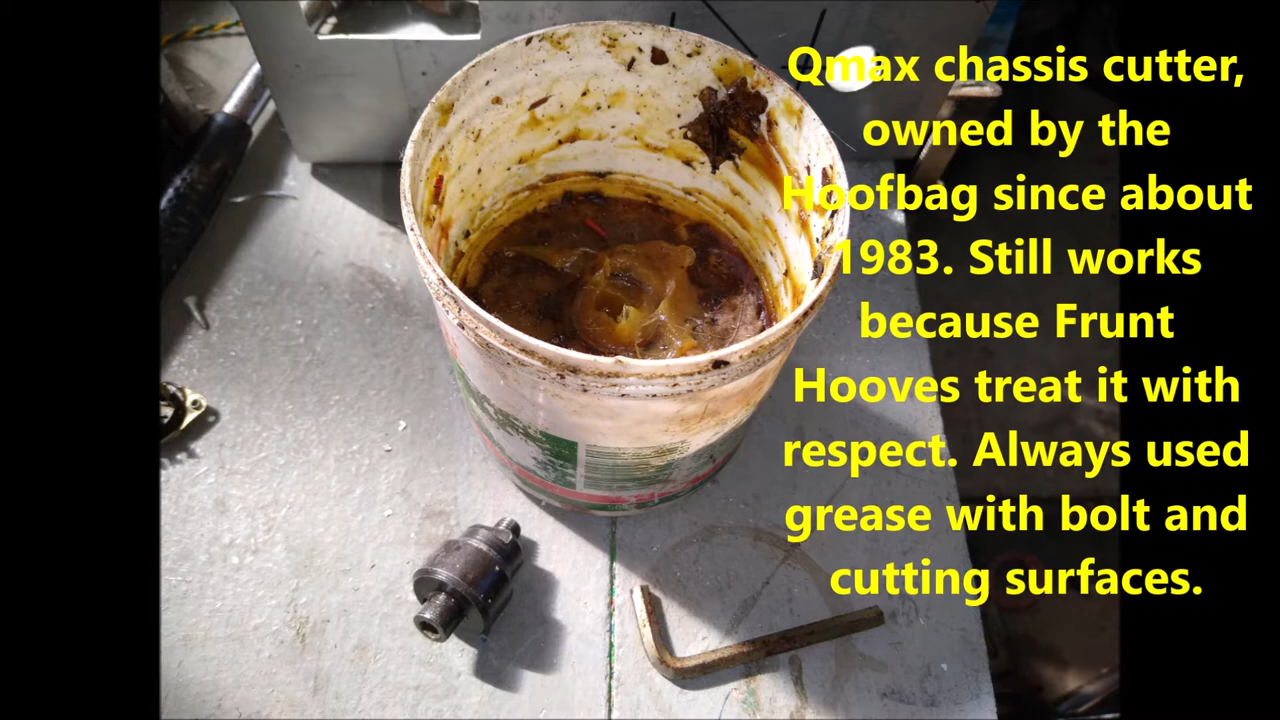 Qmax chassis cutter,
owned by the
Hoofbag since about
1983. Still works
because Frunt
Hooves treat it with
respect. Always used
grease with bolt and
cutting surfaces.